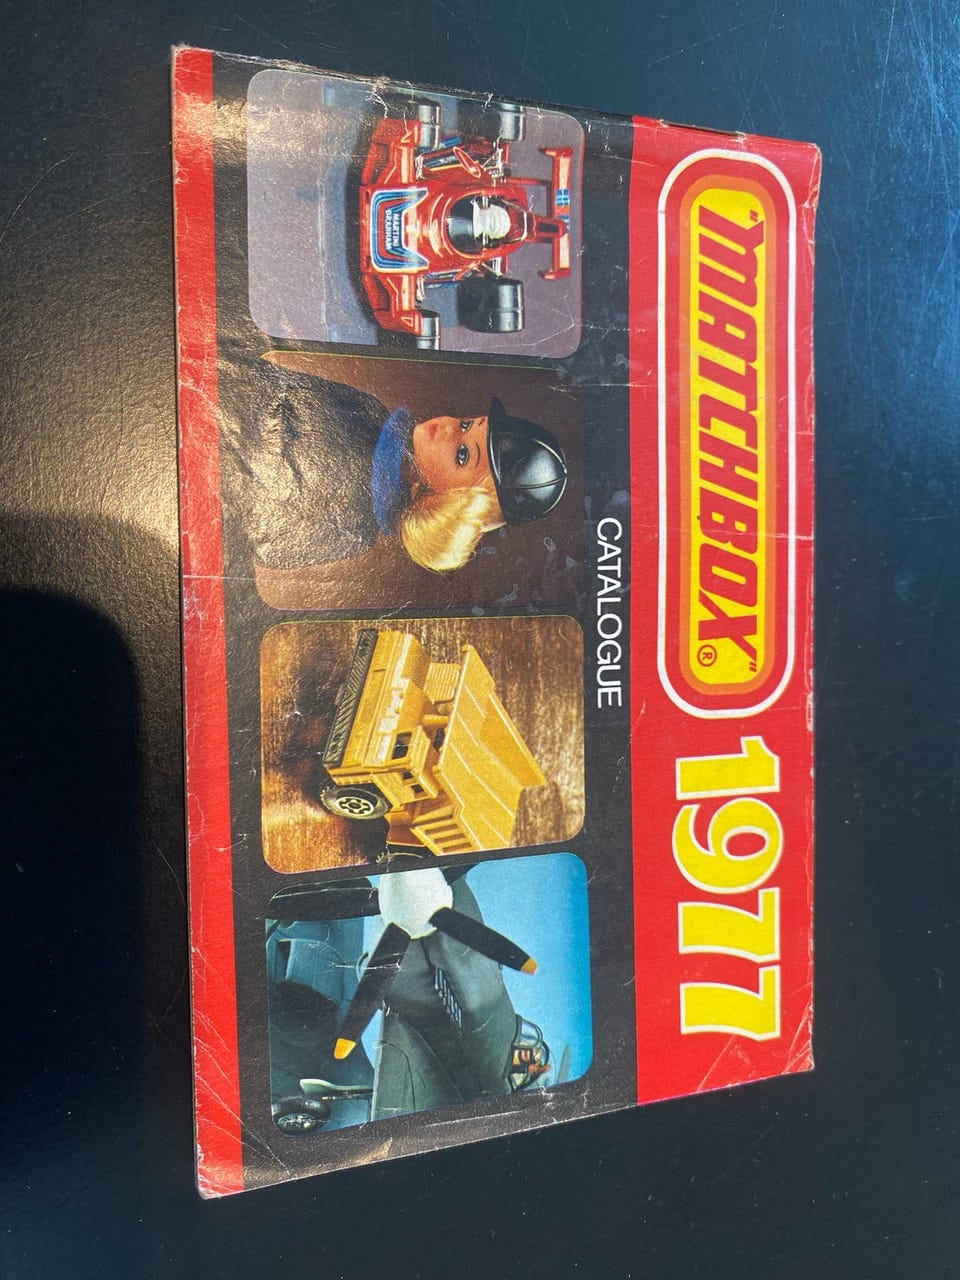 "MATCHBOX"® 1977
CATALOGUE
MARTINI
BRABHAM